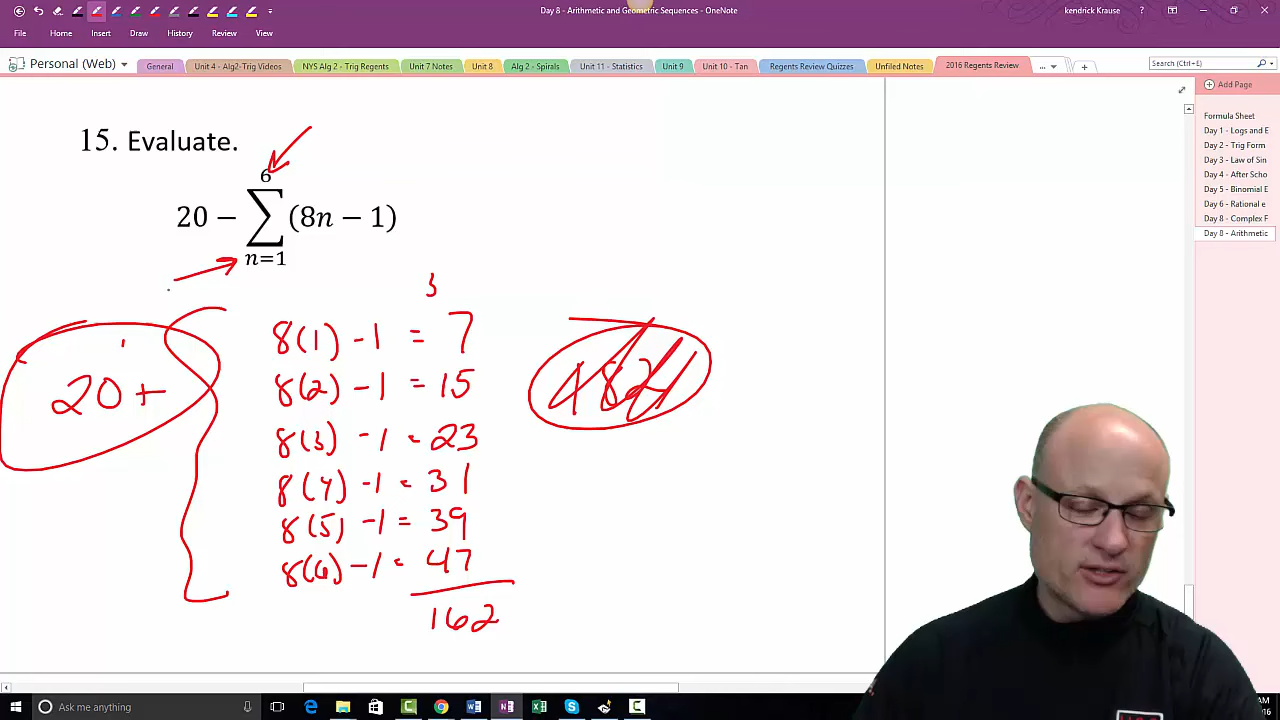 Day 8 - Arithmetic and Geometric Sequences - OneNote
kendrick Krause
File Home Insert Draw History Review View
Personal (Web)
General
Unit 4 - Alg2-Trig Videos
NYS Alg 2 - Trig Regents
Unit 7 Notes
Unit 8
Alg 2 - Spirals
Unit 11 - Statistics
Unit 9
Unit 10 - Tan
Regents Review Quizzes
Unfiled Notes
2016 Regents Review
...
Search (Ctrl+E)
Add Page
Formula Sheet
Day 1 - Logs and E
Day 2 - Trig Form
Day 3 - Law of Sin
Day 4 - After Scho
Day 5 - Binomial E
Day 6 - Rational e
Day 8 - Complex F
Day 8 - Arithmetic
15. Evaluate.
6
20 − ∑ (8n − 1)
n=1
20+
8(1) -1 = 7
8(2) -1 = 15
8(3) -1 = 23
8(4) -1 = 31
8(5) -1 = 39
8(6) -1 = 47
162
Ask me anything